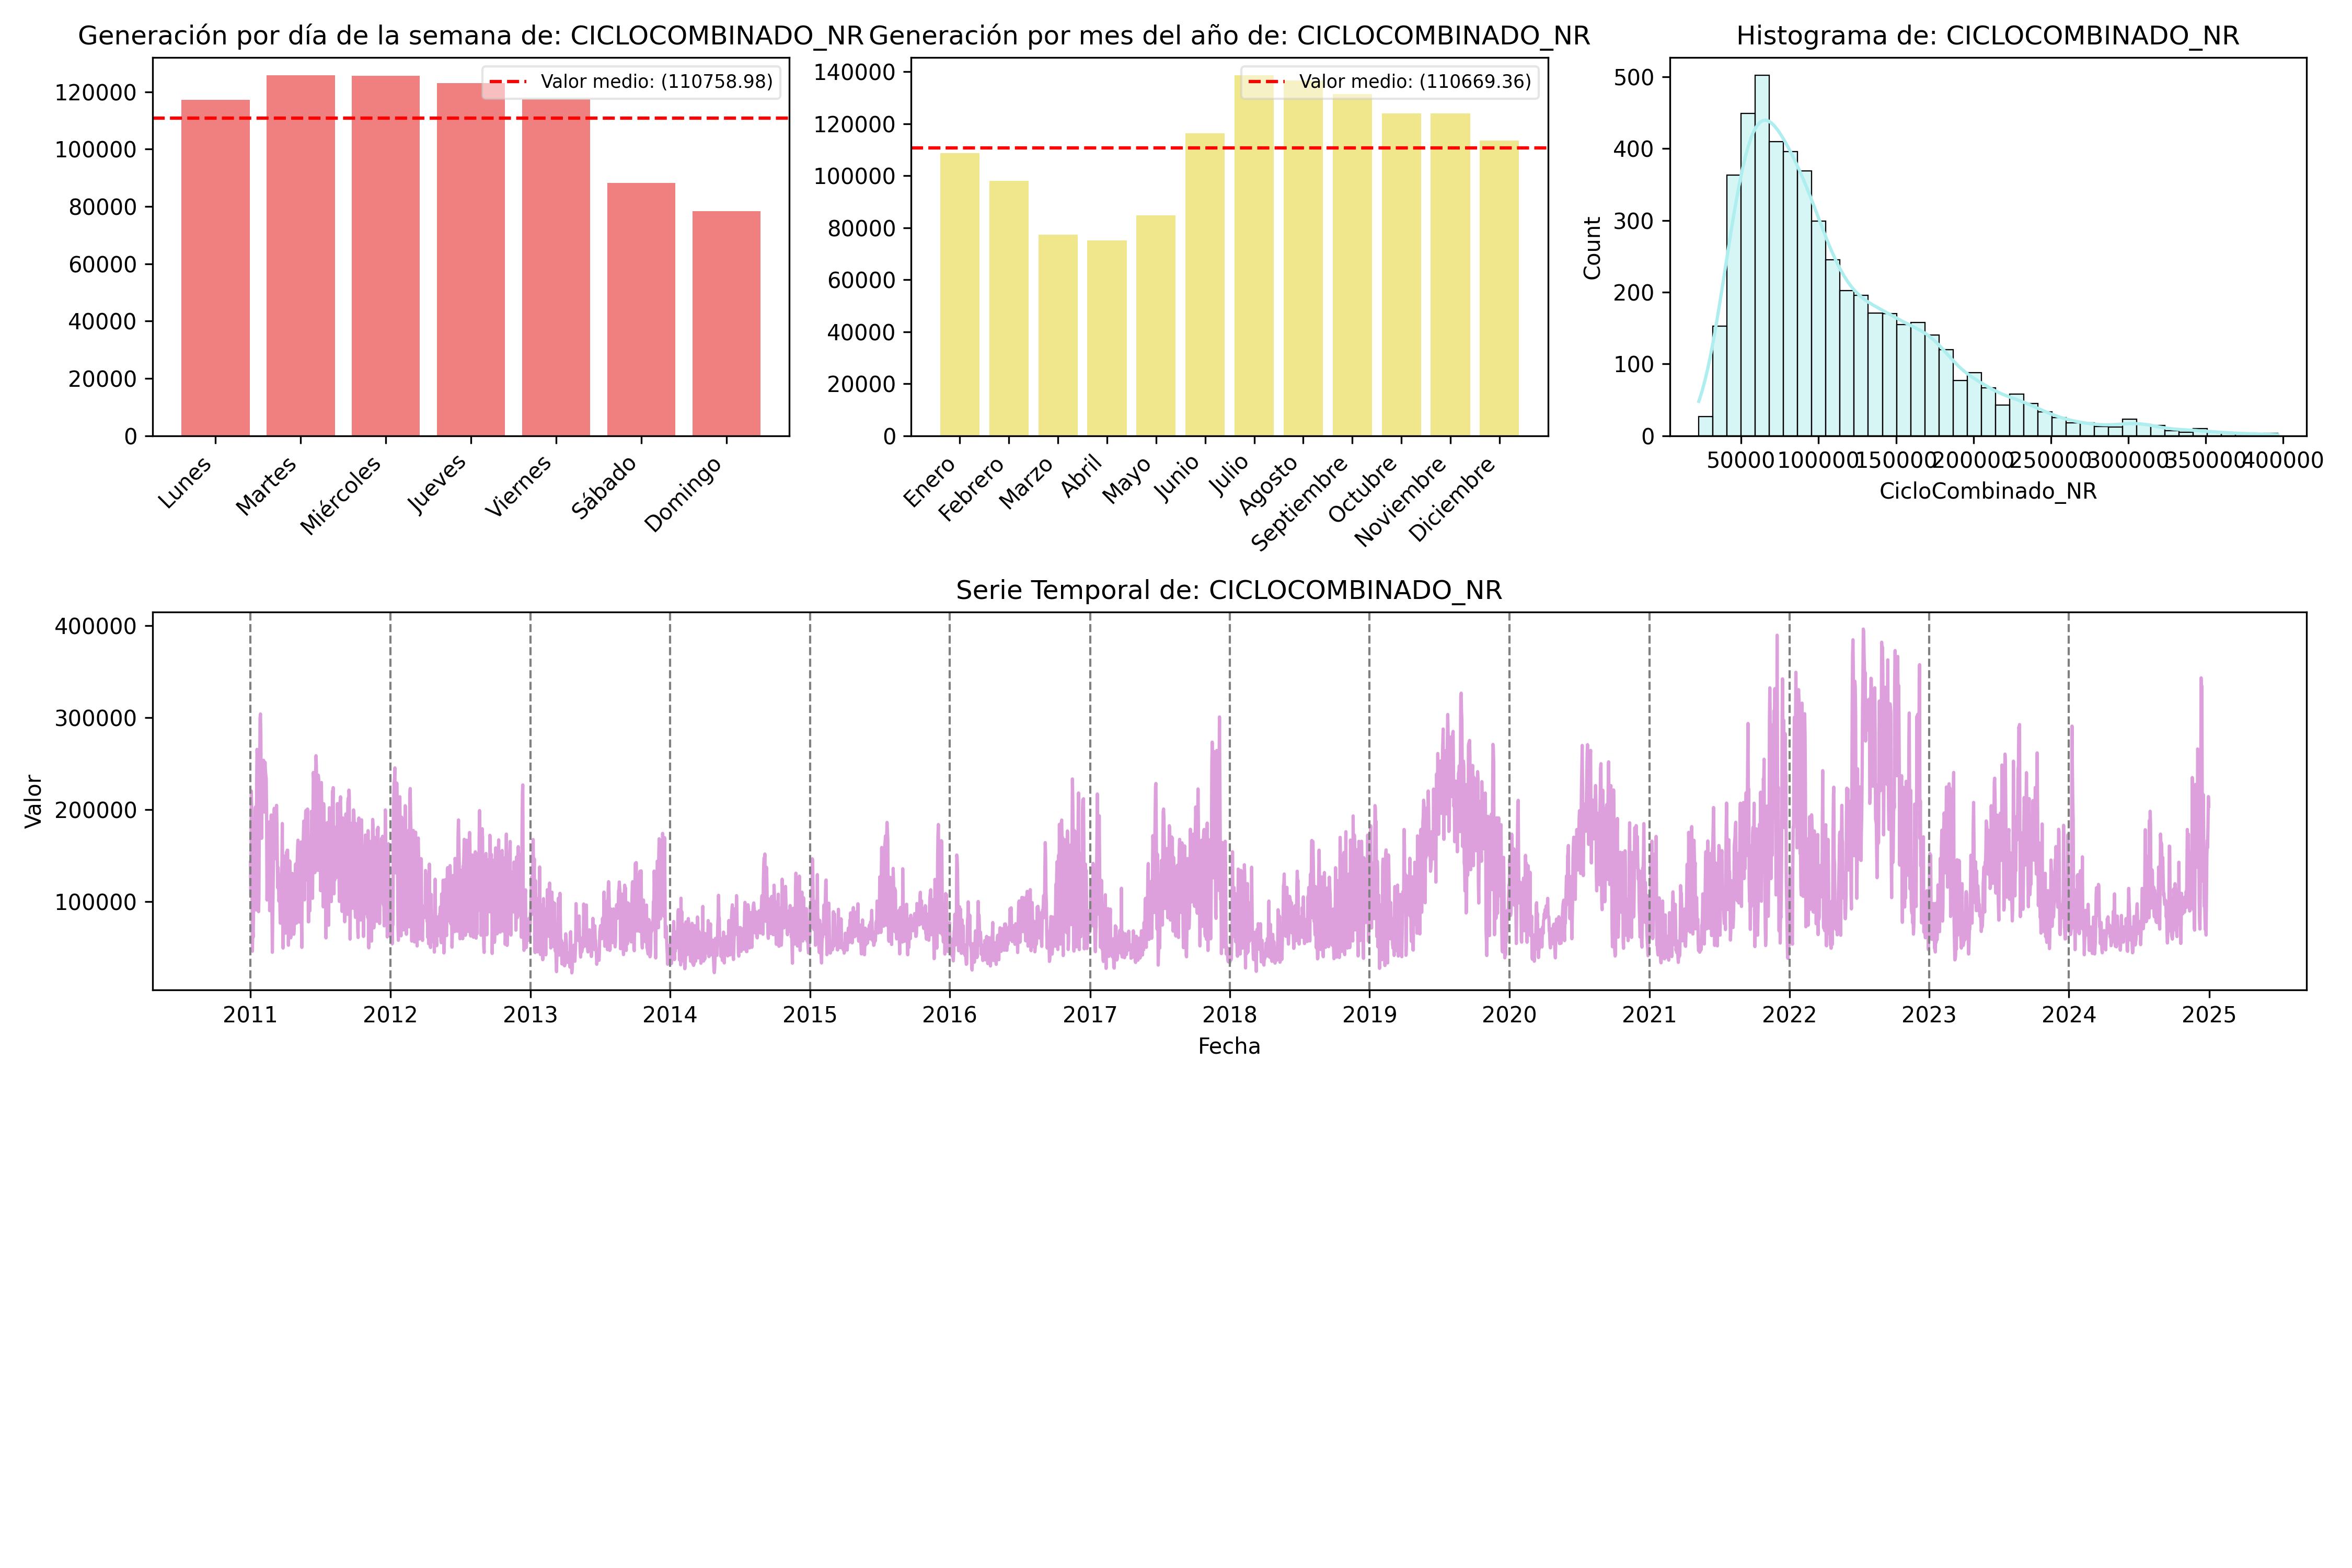 Generación por día de la semana de: CICLOCOMBINADO_NR
Valor medio: (110758.98)
120000
100000
80000
60000
40000
20000
0
Lunes
Martes
Miércoles
Jueves
Viernes
Sábado
Domingo
Generación por mes del año de: CICLOCOMBINADO_NR
Valor medio: (110669.36)
140000
120000
100000
80000
60000
40000
20000
0
Enero
Febrero
Marzo
Abril
Mayo
Junio
Julio
Agosto
Septiembre
Octubre
Noviembre
Diciembre
Histograma de: CICLOCOMBINADO_NR
Count
500
400
300
200
100
0
50000 100000 150000 200000 250000 300000 350000 400000
CicloCombinado_NR
Serie Temporal de: CICLOCOMBINADO_NR
Valor
400000
300000
200000
100000
2011 2012 2013 2014 2015 2016 2017 2018 2019 2020 2021 2022 2023 2024 2025
Fecha